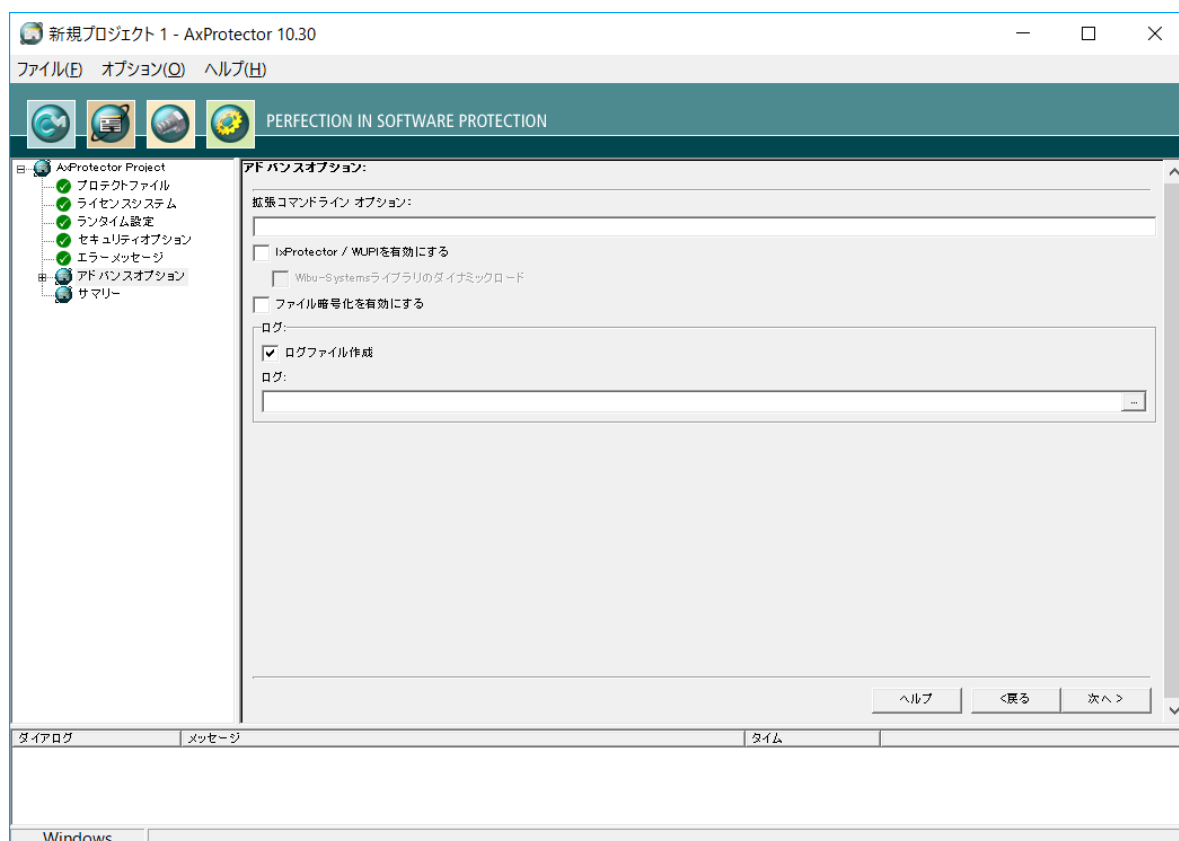 新規プロジェクト 1 - AxProtector 10.30
ファイル(F) オプション(O) ヘルプ(H)
PERFECTION IN SOFTWARE PROTECTION
AxProtector Project
プロテクトファイル
ライセンスシステム
ランタイム設定
セキュリティオプション
エラーメッセージ
アドバンスオプション
サマリー
アドバンスオプション:
拡張コマンドライン オプション:
IxProtector / WUPIを有効にする
Wibu-Systemsライブラリのダイナミックロード
ファイル暗号化を有効にする
ログ:
ログファイル作成
ログ:
...
ヘルプ <戻る 次へ >
ダイアログ メッセージ タイム
Windows